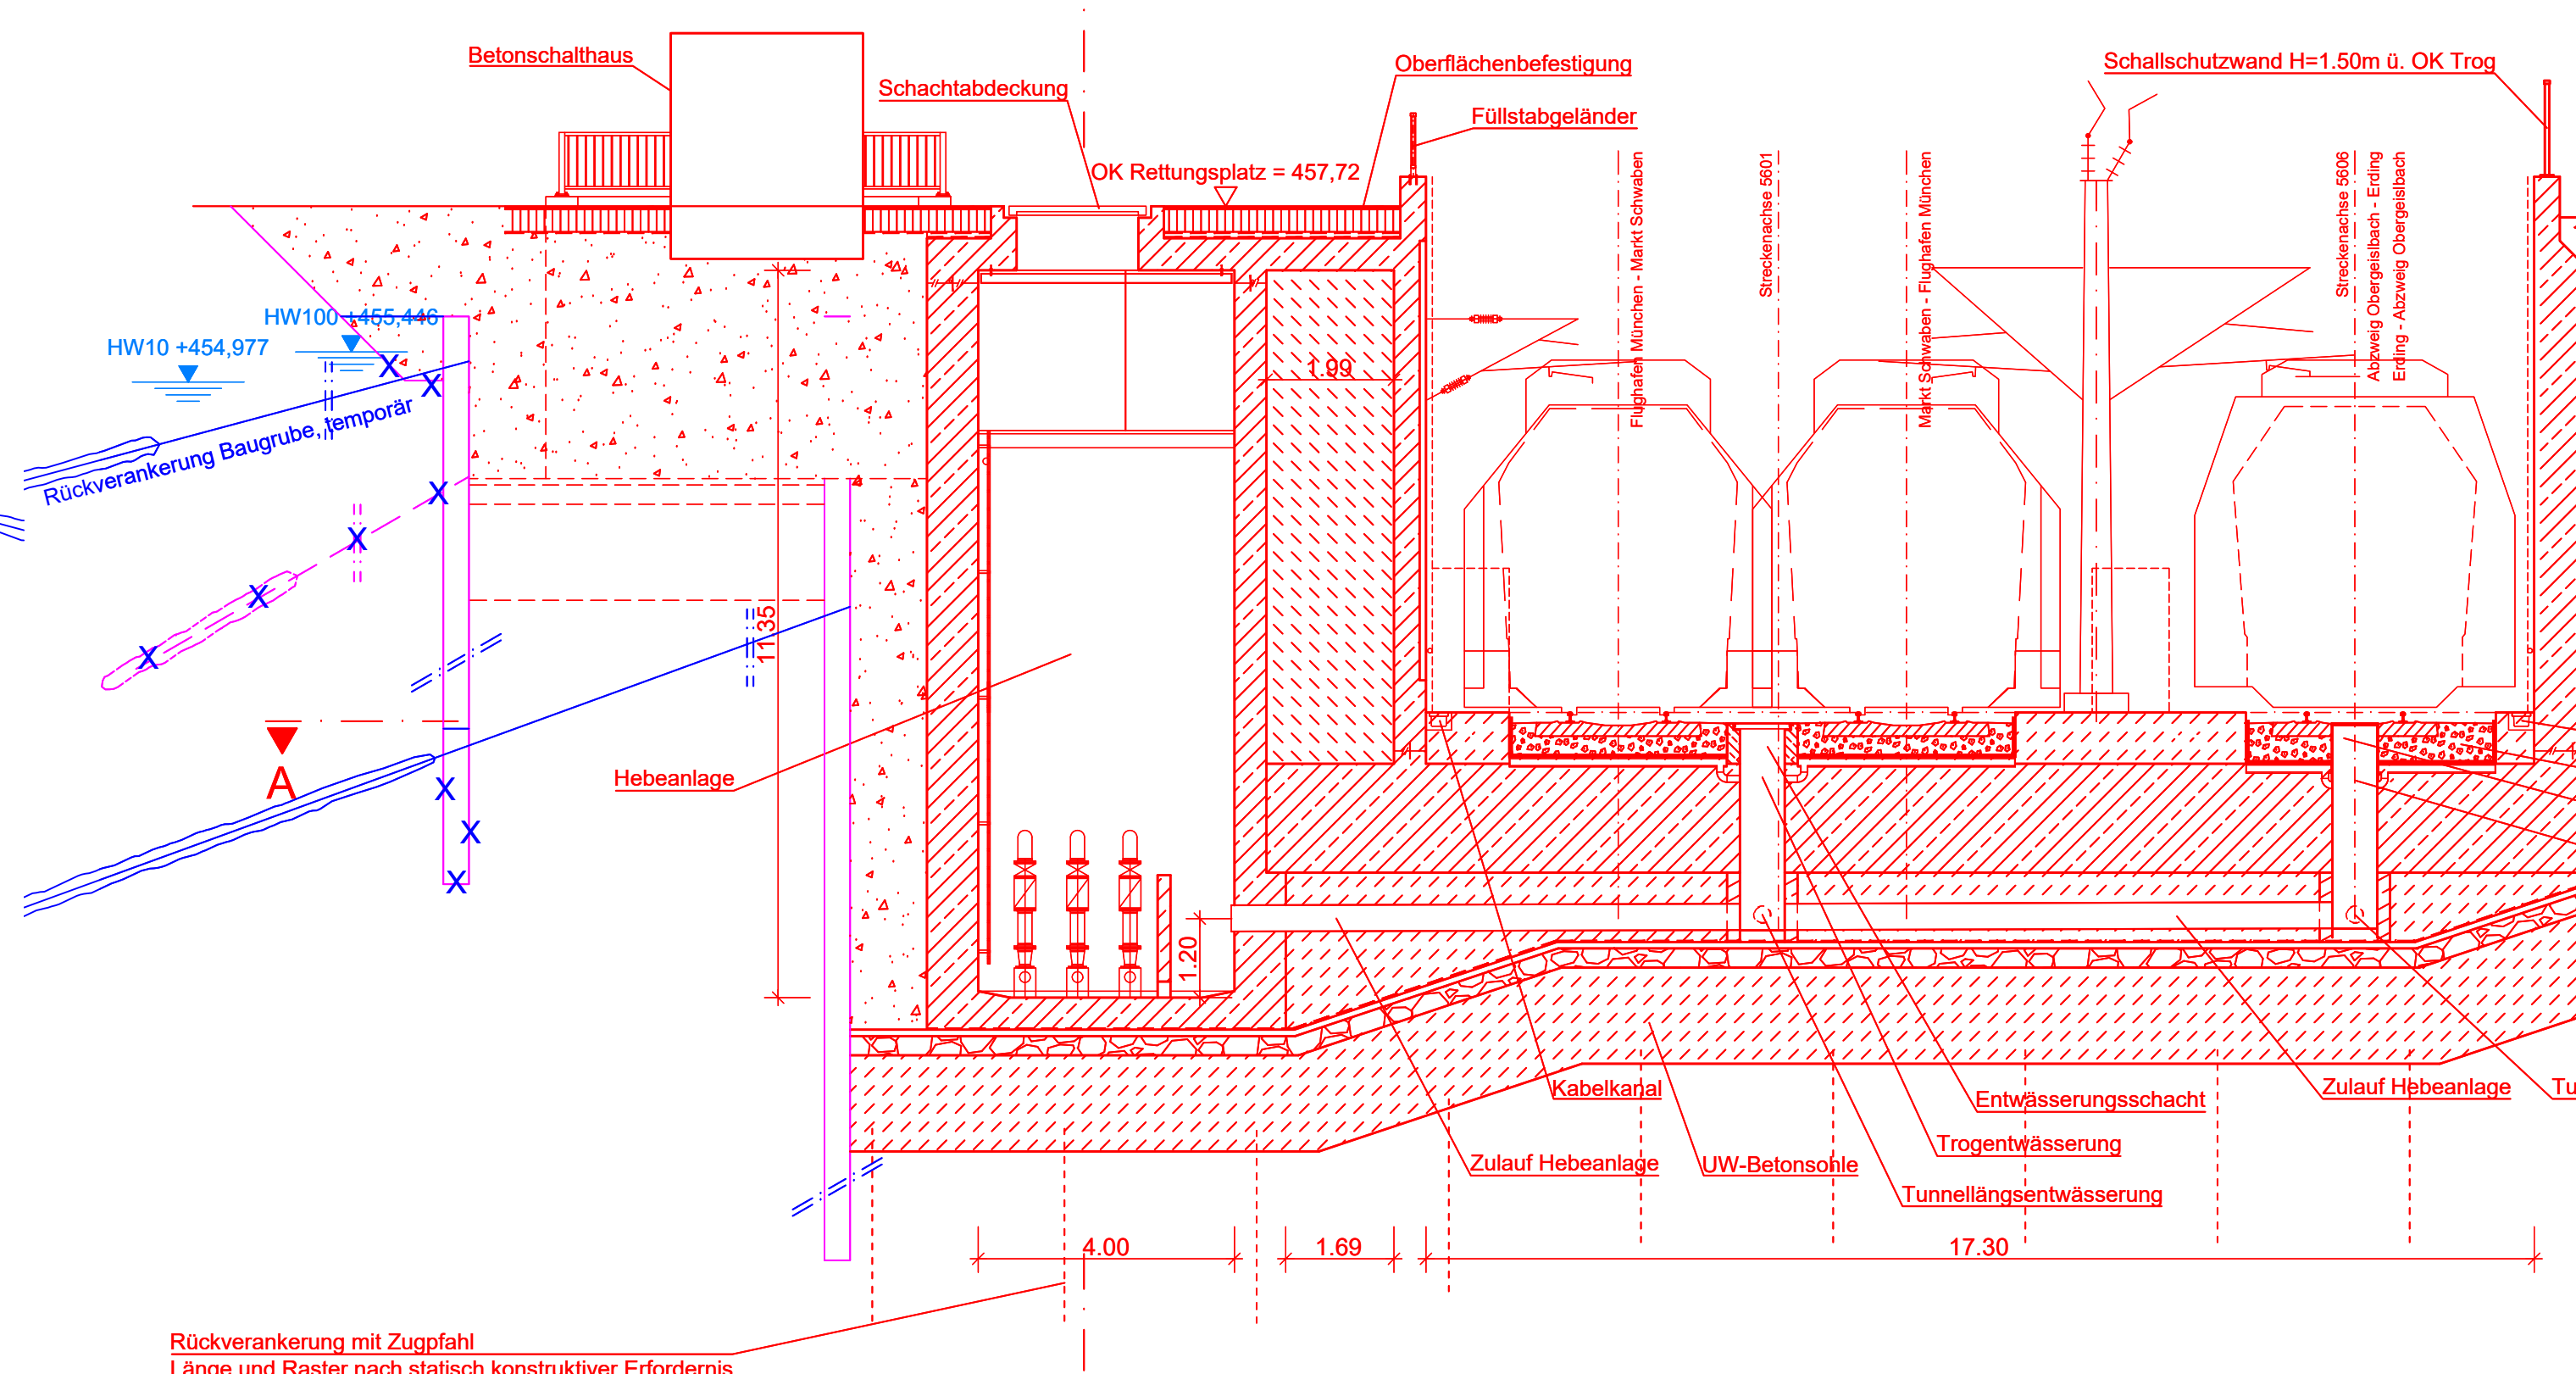 Betonschalthaus
Schachtabdeckung
Oberflächenbefestigung
Füllstabgeländer
Schallschutzwand H=1.50m ü. OK Trog
OK Rettungsplatz = 457,72
Flughafen München - Markt Schwaben
Streckenachse 5601
Markt Schwaben - Flughafen München
Streckenachse 5606
Abzweig Obergeislbach - Erding
Erding - Abzweig Obergeislbach
HW100 +455,446
HW10 +454,977
Rückverankerung Baugrube, temporär
X
X
X
X
X
X
X
X
X
1.99
11.35
A
Hebeanlage
1.20
Kabelkanal
Entwässerungsschacht
Zulauf Hebeanlage
Tu
Trogentwässerung
Zulauf Hebeanlage
UW-Betonsohle
Tunnellängsentwässerung
4.00
1.69
17.30
Rückverankerung mit Zugpfahl
Länge und Raster nach statisch konstruktiver Erfordernis